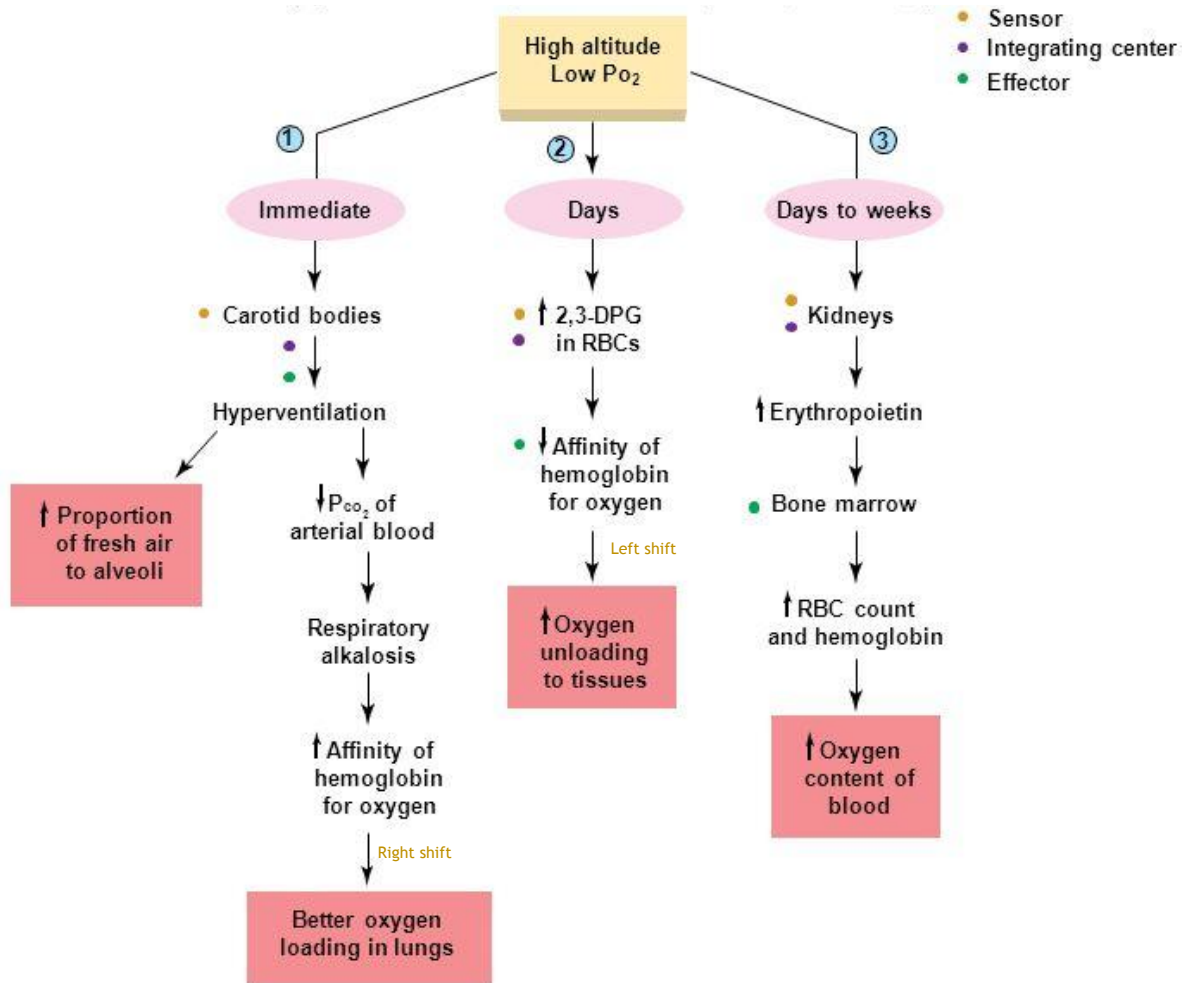 High altitude
Low Po₂
Sensor
Integrating center
Effector
1
Immediate
Carotid bodies
Hyperventilation
↑ Proportion
of fresh air
to alveoli
↓ Pco₂ of
arterial blood
Respiratory
alkalosis
↑ Affinity of
hemoglobin
for oxygen
Right shift
Better oxygen
loading in lungs
2
Days
↑ 2,3-DPG
in RBCs
↓ Affinity of
hemoglobin
for oxygen
Left shift
↑ Oxygen
unloading
to tissues
3
Days to weeks
Kidneys
↑ Erythropoietin
Bone marrow
↑ RBC count
and hemoglobin
↑ Oxygen
content of
blood